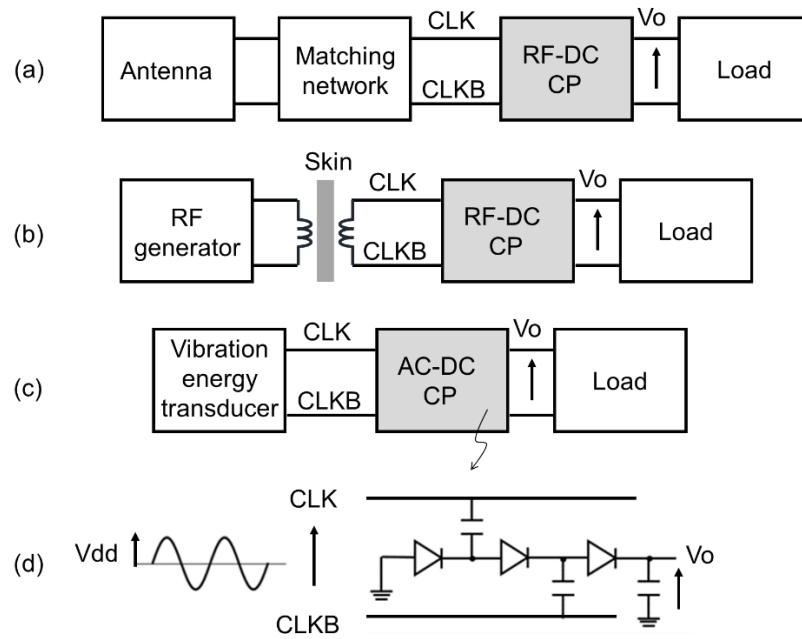 (a)
Antenna
Matching
network
CLK
CLKB
RF-DC
CP
Vo
Load
(b)
RF
generator
Skin
CLK
CLKB
RF-DC
CP
Vo
Load
(c)
Vibration
energy
transducer
CLK
CLKB
AC-DC
CP
Vo
Load
(d)
Vdd
CLK
CLKB
Vo